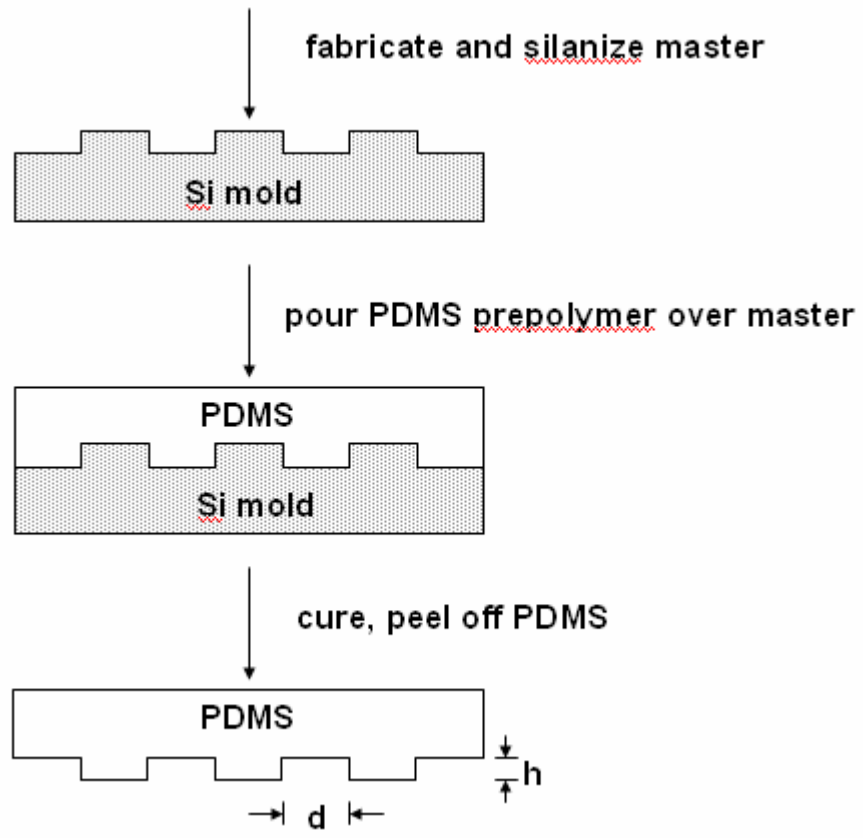 fabricate and silanize master
Si mold
pour PDMS prepolymer over master
PDMS
Si mold
cure, peel off PDMS
PDMS
h
d